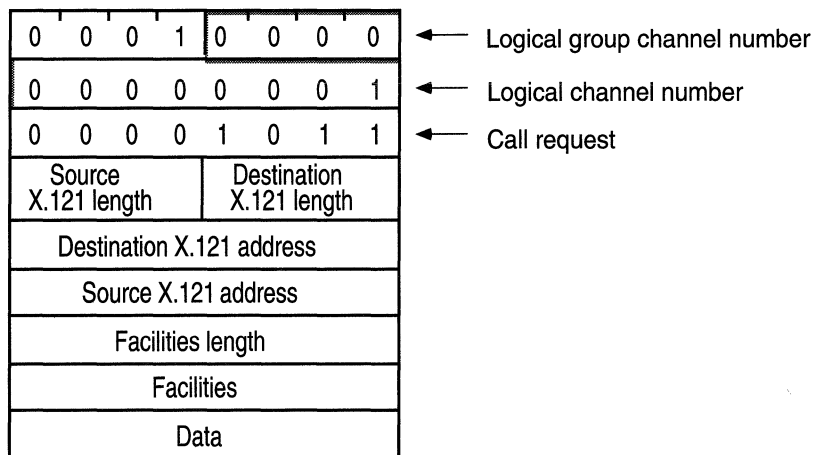 0 0 0 1 0 0 0 0 Logical group channel number
0 0 0 0 0 0 0 1 Logical channel number
0 0 0 0 1 0 1 1 Call request
Source Destination
X.121 length X.121 length
Destination X.121 address
Source X.121 address
Facilities length
Facilities
Data